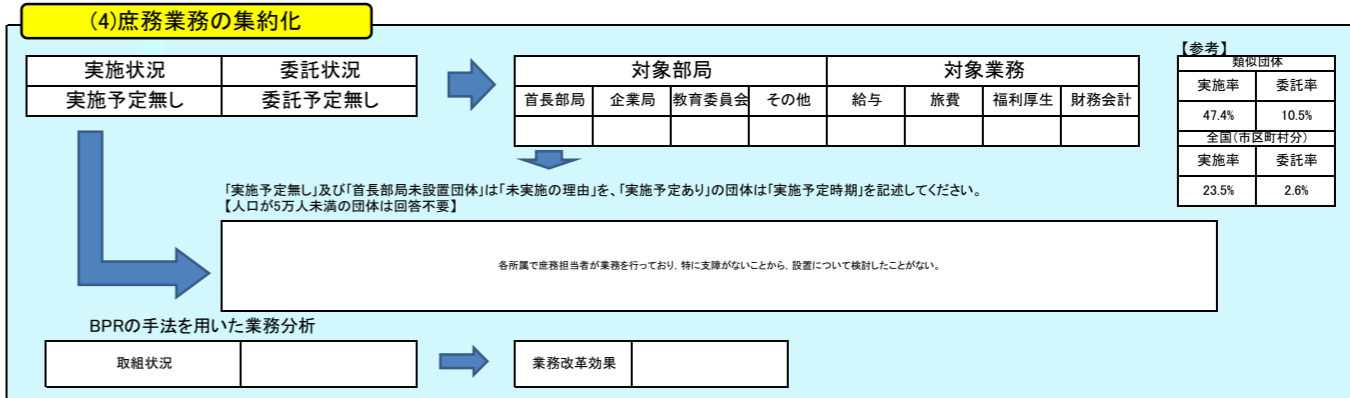 (4)庶務業務の集約化
実施状況 委託状況
実施予定無し 委託予定無し
対象部局 対象業務
首長部局 企業局 教育委員会 その他 給与 旅費 福利厚生 財務会計
【参考】
類似団体
実施率 委託率
47.4% 10.5%
全国(市区町村分)
実施率 委託率
23.5% 2.6%
「実施予定無し」及び「首長部局未設置団体」は「未実施の理由」を、「実施予定あり」の団体は「実施予定時期」を記述してください。
【人口が5万人未満の団体は回答不要】
各所属で庶務担当者が業務を行っており、特に支障がないことから、設置について検討したことがない。
BPRの手法を用いた業務分析
取組状況
業務改革効果